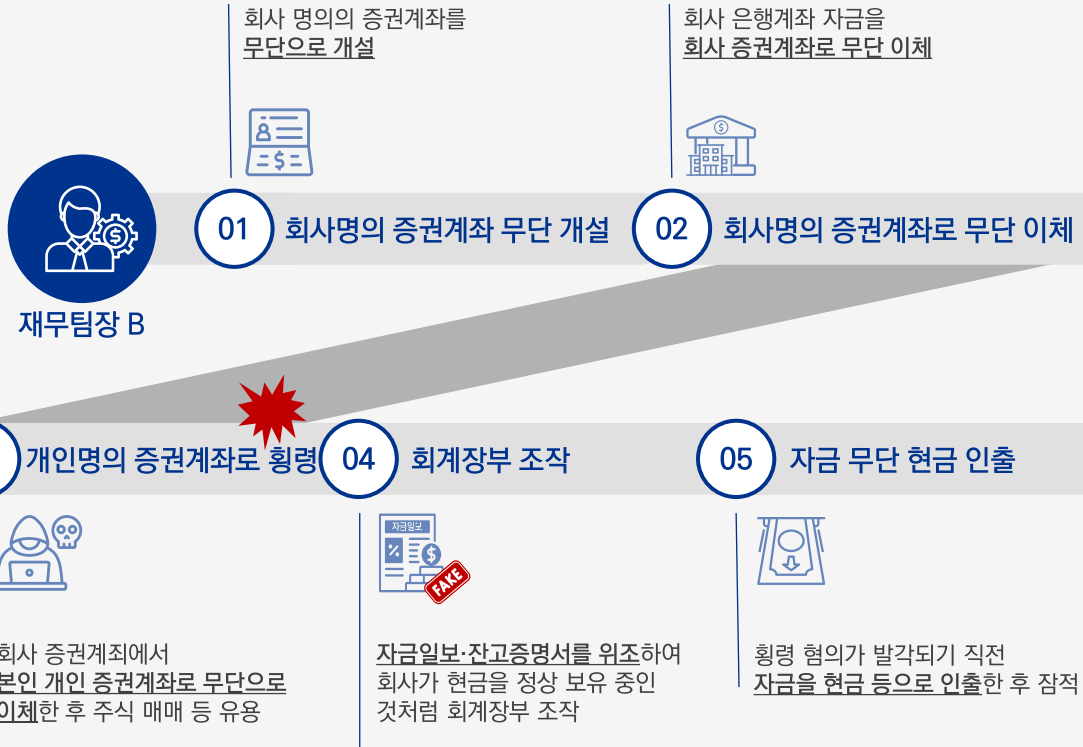 회사 명의의 증권계좌를
무단으로 개설
회사 은행계좌 자금을
회사 증권계좌로 무단 이체
01 회사명의 증권계좌 무단 개설
02 회사명의 증권계좌로 무단 이체
재무팀장 B
개인명의 증권계좌로 횡령
04 회계장부 조작
05 자금 무단 현금 인출
자금일보
FAKE
회사 증권계죄에서
본인 개인 증권계좌로 무단으로
이체한 후 주식 매매 등 유용
자금일보·잔고증명서를 위조하여
회사가 현금을 정상 보유 중인
것처럼 회계장부 조작
횡령 혐의가 발각되기 직전
자금을 현금 등으로 인출한 후 잠적